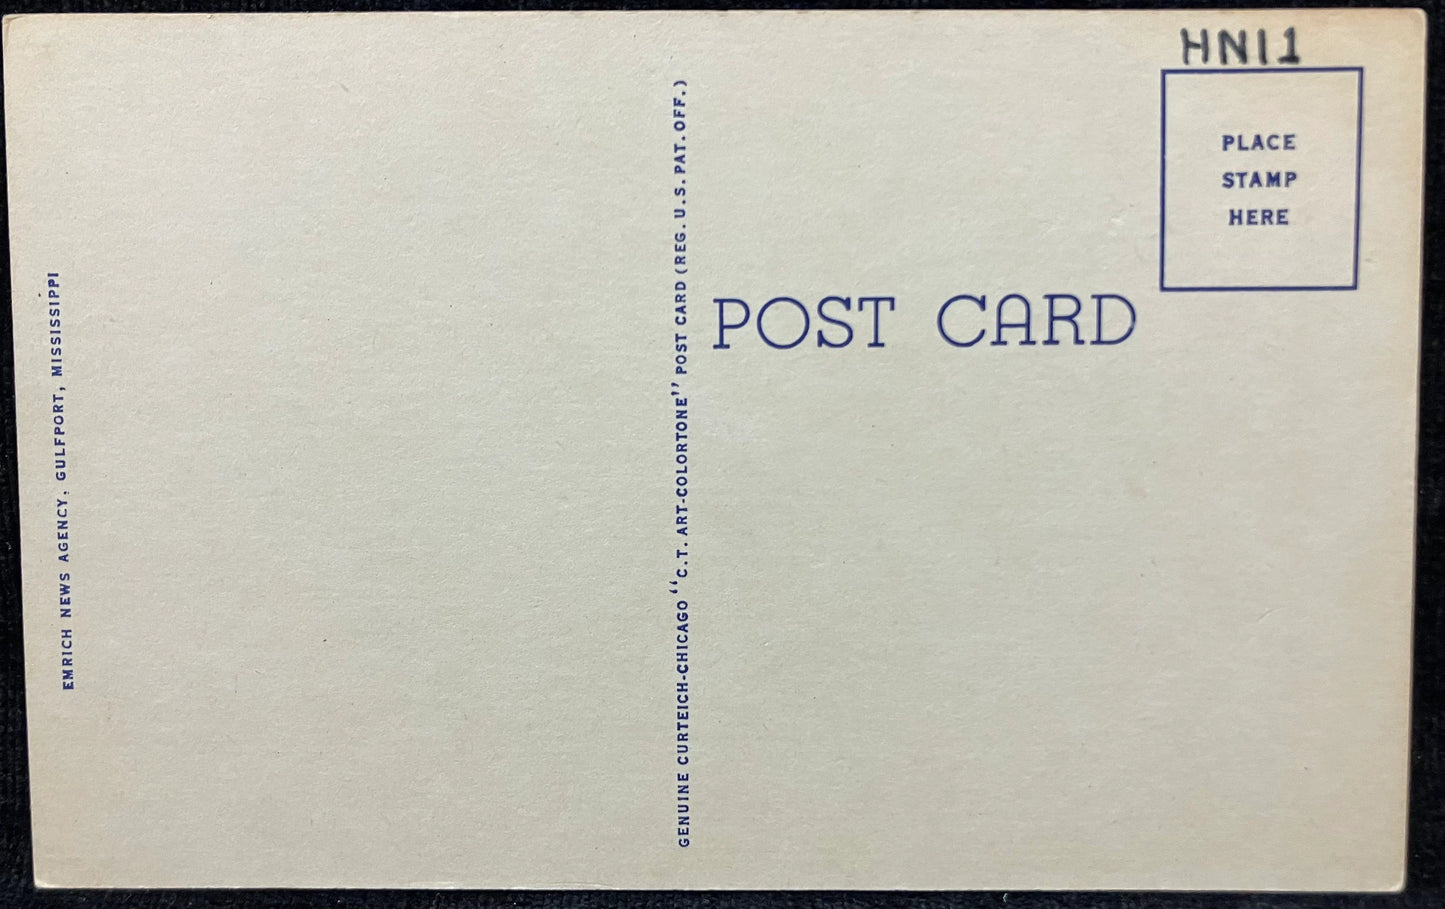 HNI1
PLACE
STAMP
HERE
POST CARD
EMRICH NEWS AGENCY, GULFPORT, MISSISSIPPI
GENUINE CURTEICH-CHICAGO "C.T. ART-COLORTONE" POST CARD (REG. U.S. PAT. OFF.)